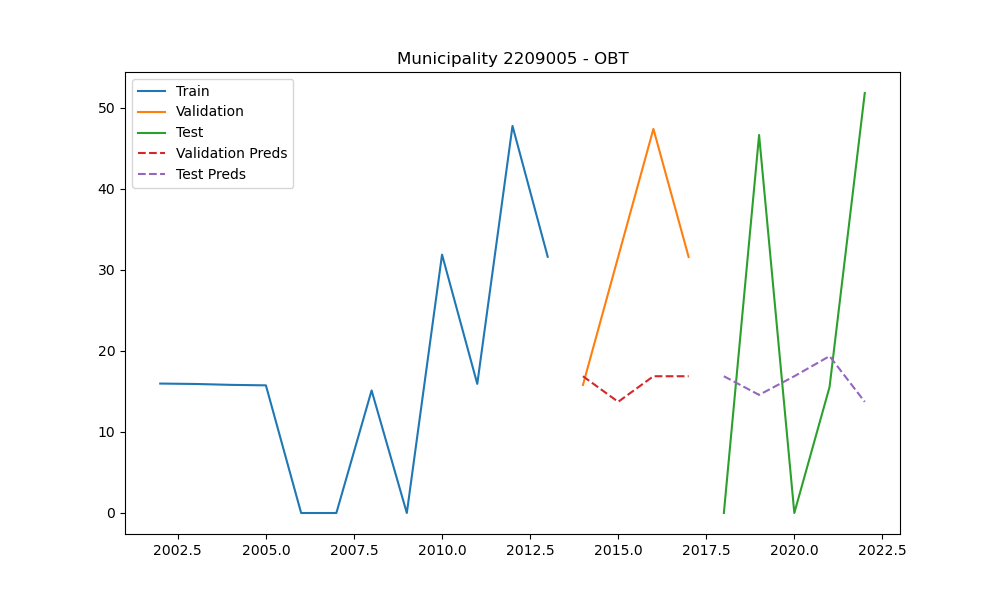 Municipality 2209005 - OBT
Train
Validation
Test
Validation Preds
Test Preds
50
40
30
20
10
0
2002.5 2005.0 2007.5 2010.0 2012.5 2015.0 2017.5 2020.0 2022.5